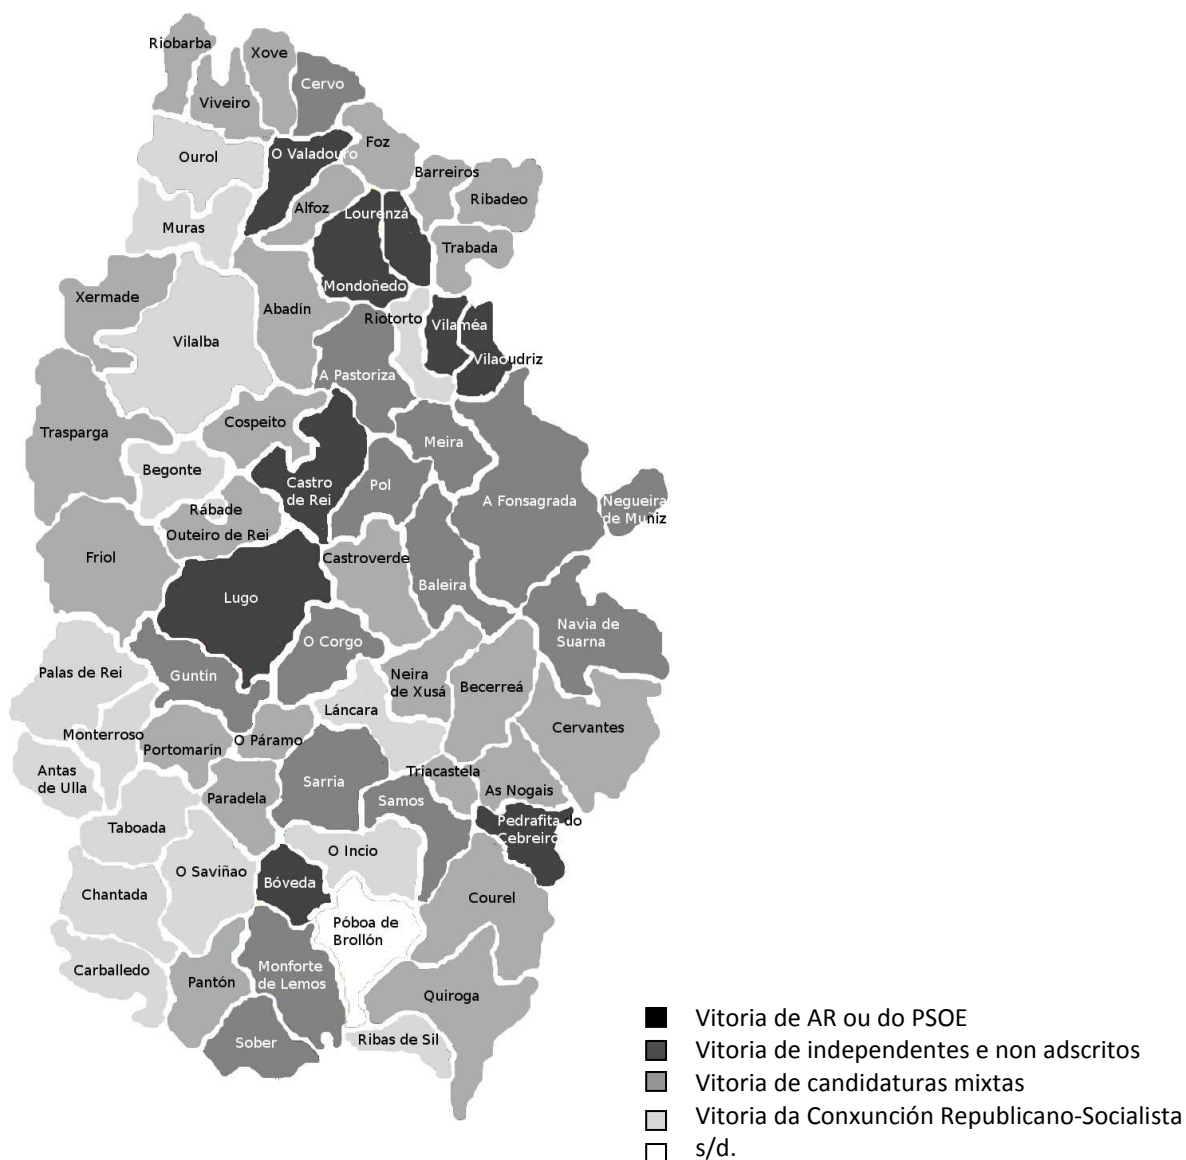 Riobarba
Xove
Cervo
Viveiro
Foz
O Valadouro
Ourol
Barreiros
Ribadeo
Alfoz
Lourenzá
Muras
Trabada
Mondoñedo
Xermade
Abadín
Riotorto
Vilaméa
Vilalba
Vilaoudriz
A Pastoriza
Cospeito
Trasparga
Meira
Begonte
Castro
de Rei
Pol
A Fonsagrada
Negueira
de Muñiz
Rábade
Outeiro de Rei
Friol
Castroverde
Baleira
Lugo
Navia de
Suarna
O Corgo
Palas de Rei
Guntín
Neira
de Xusá
Becerreá
Láncara
Cervantes
Monterroso
Portomarín
O Páramo
Antas
de Ulla
Sarria
Triacastela
As Nogais
Paradela
Samos
Pedrafita do
Cebreiro
Taboada
O Incio
O Saviñao
Bóveda
Chantada
Courel
Póboa de
Brollón
Carballedo
Pantón
Monforte
de Lemos
Quiroga
Sober
Ribas de Sil
Vitoria de AR ou do PSOE
Vitoria de independentes e non adscritos
Vitoria de candidaturas mixtas
Vitoria da Conxunción Republicano-Socialista
s/d.